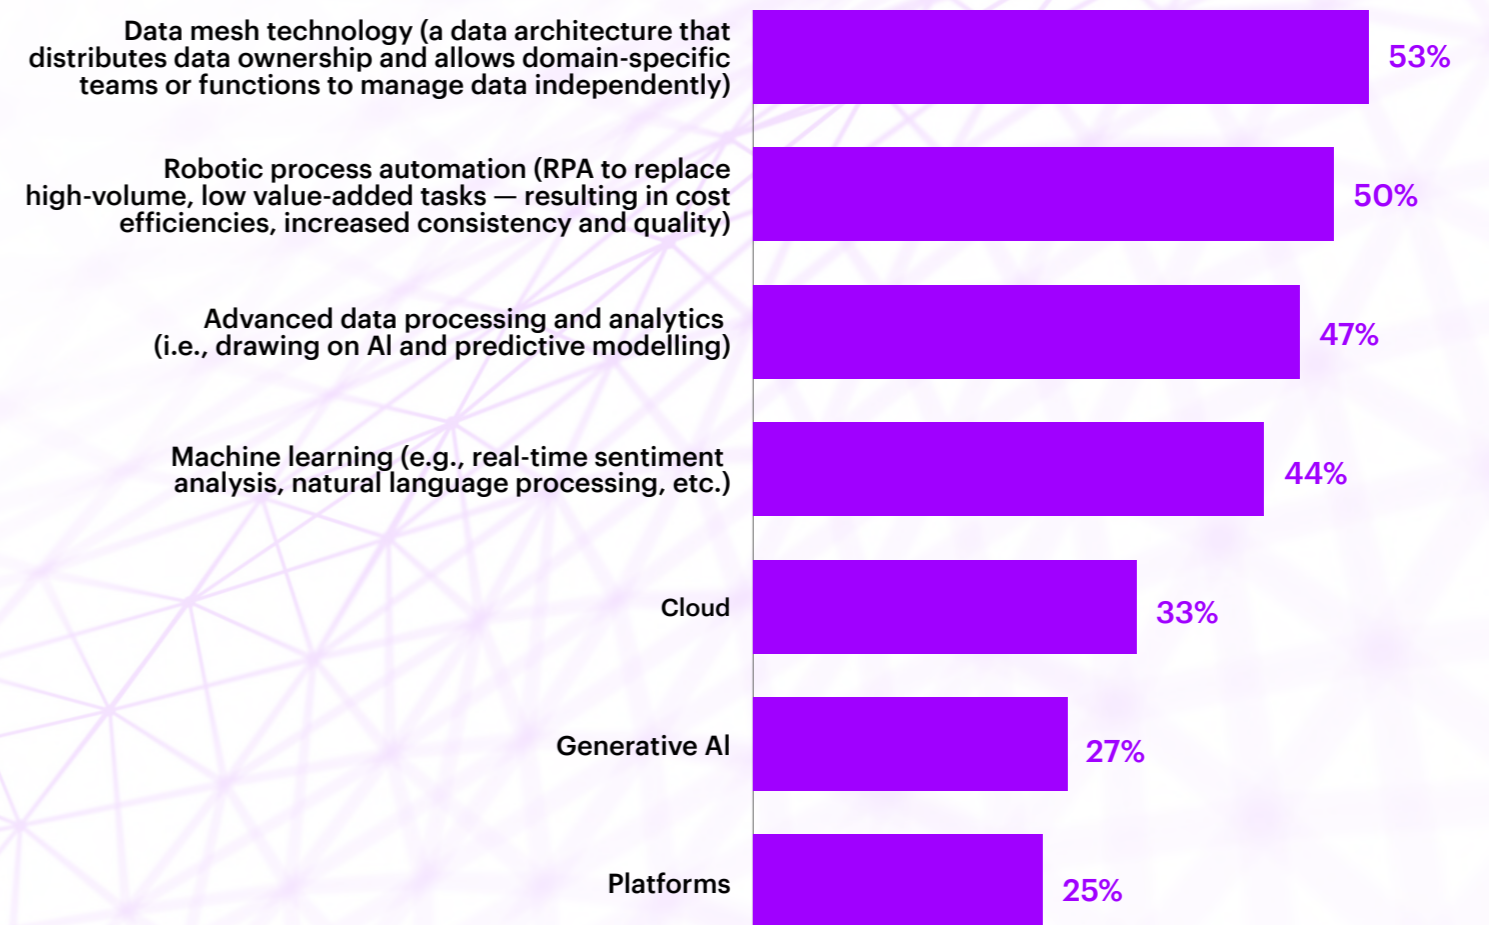 Data mesh technology (a data architecture that
distributes data ownership and allows domain-specific
teams or functions to manage data independently)
53%
Robotic process automation (RPA to replace
high-volume, low value-added tasks — resulting in cost
efficiencies, increased consistency and quality)
50%
Advanced data processing and analytics
(i.e., drawing on AI and predictive modelling)
47%
Machine learning (e.g., real-time sentiment
analysis, natural language processing, etc.)
44%
Cloud
33%
Generative AI
27%
Platforms
25%